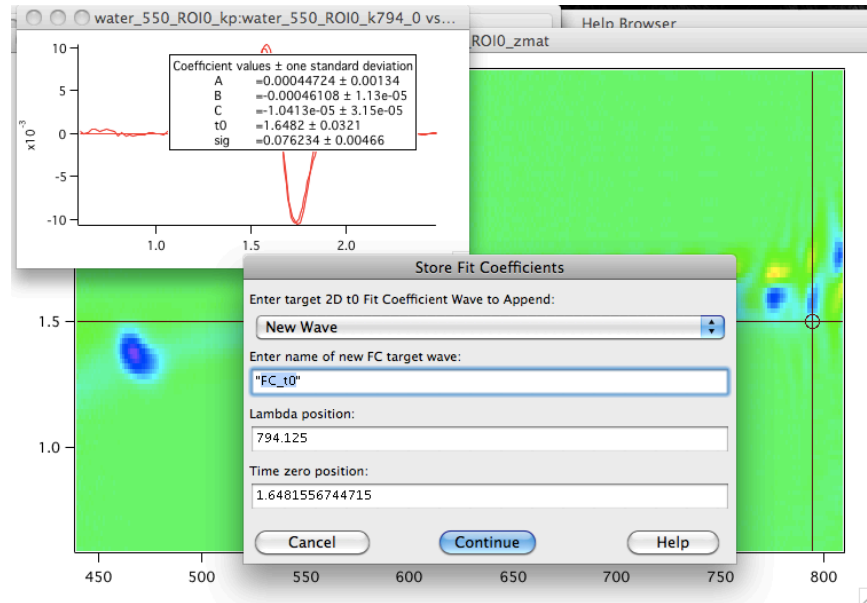 water_550_ROI0_kp:water_550_ROI0_k794_0 vs...
Help Browser
ROI0_zmat
10
5
0
-5
-10
x10⁻³
Coefficient values ± one standard deviation
A =0.00044724 ± 0.00134
B =-0.00046108 ± 1.13e-05
C =-1.0413e-05 ± 3.15e-05
t0 =1.6482 ± 0.0321
sig =0.076234 ± 0.00466
1.0 1.5 2.0
Store Fit Coefficients
Enter target 2D t0 Fit Coefficient Wave to Append:
New Wave
Enter name of new FC target wave:
"FC_t0"
Lambda position:
794.125
Time zero position:
1.6481556744715
Cancel Continue Help
1.5
1.0
450 500 550 600 650 700 750 800